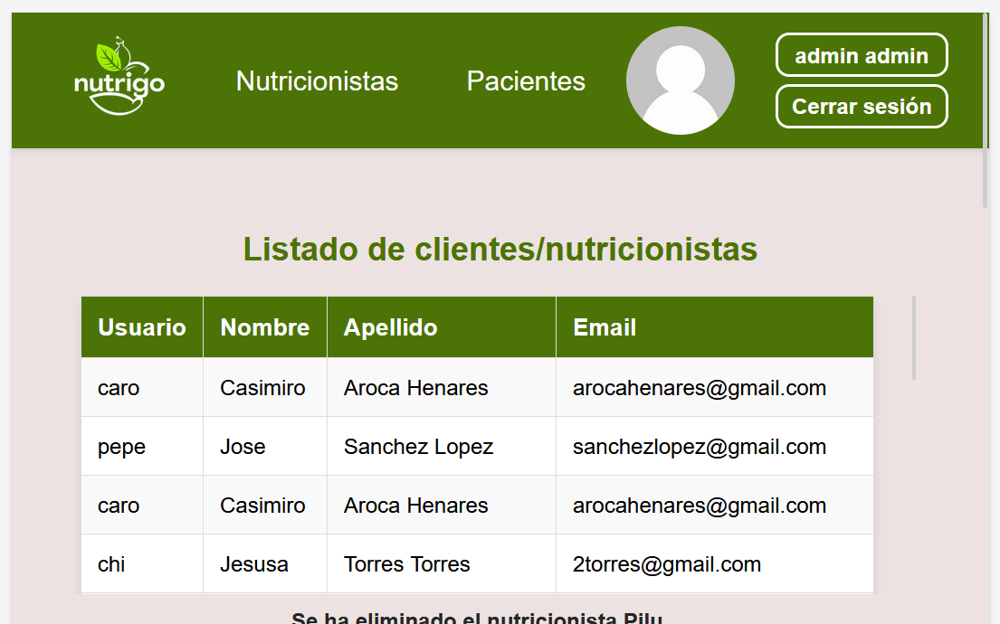 nutrigo
Nutricionistas
Pacientes
admin admin
Cerrar sesión
Listado de clientes/nutricionistas
Usuario Nombre Apellido Email
caro Casimiro Aroca Henares arocahenares@gmail.com
pepe Jose Sanchez Lopez sanchezlopez@gmail.com
caro Casimiro Aroca Henares arocahenares@gmail.com
chi Jesusa Torres Torres 2torres@gmail.com
Se ha eliminado el nutricionista Pilu